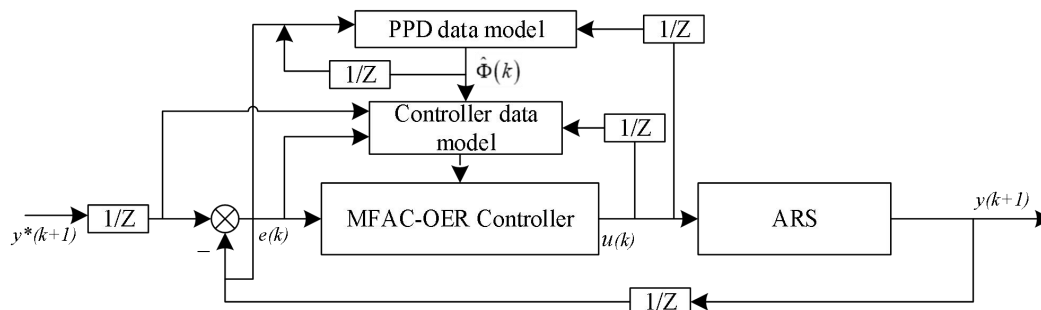 PPD data model
1/Z
1/Z
Φ̂(k)
Controller data
model
1/Z
1/Z
MFAC-OER Controller
ARS
y(k+1)
y*(k+1)
e(k)
u(k)
−
1/Z